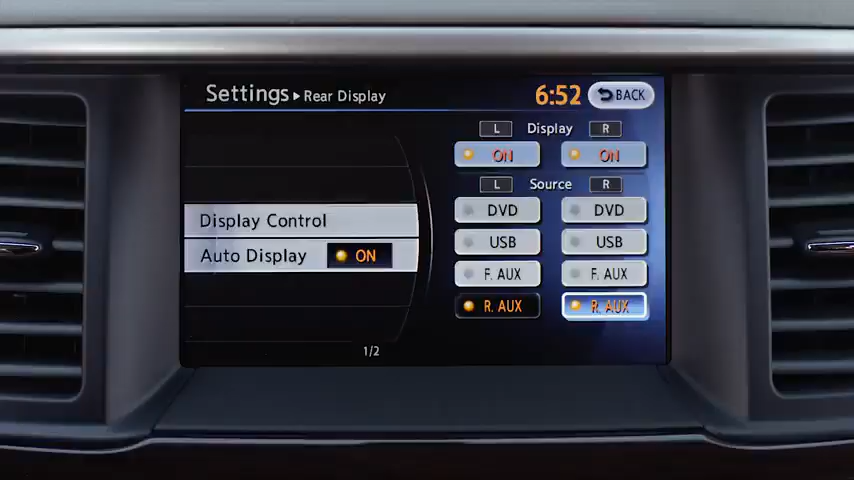 Settings ▸ Rear Display 6:52 BACK
L Display R
ON ON
L Source R
DVD DVD
Display Control
USB USB
Auto Display ON
F. AUX F. AUX
R. AUX R. AUX
1/2